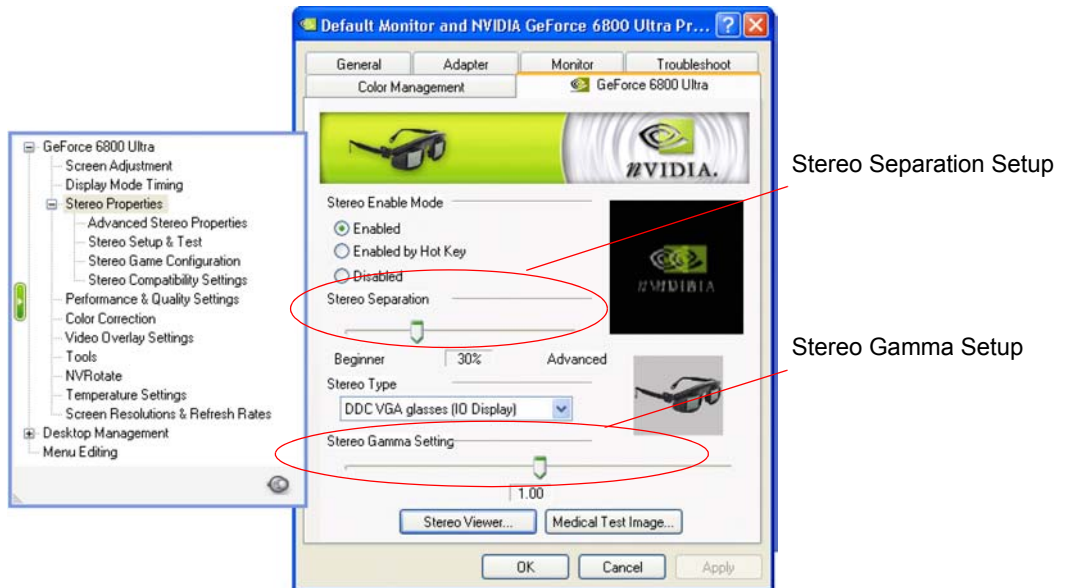 Default Monitor and NVIDIA GeForce 6800 Ultra Pr...
General
Adapter
Monitor
Troubleshoot
Color Management
GeForce 6800 Ultra
nVIDIA.
GeForce 6800 Ultra
Screen Adjustment
Display Mode Timing
Stereo Properties
Advanced Stereo Properties
Stereo Setup & Test
Stereo Game Configuration
Stereo Compatibility Settings
Performance & Quality Settings
Color Correction
Video Overlay Settings
Tools
NVRotate
Temperature Settings
Screen Resolutions & Refresh Rates
Desktop Management
Menu Editing
Stereo Enable Mode
Enabled
Enabled by Hot Key
Disabled
Stereo Separation
Beginner
30%
Advanced
Stereo Type
DDC VGA glasses (IO Display)
Stereo Gamma Setting
1.00
Stereo Viewer...
Medical Test Image...
OK
Cancel
Apply
Stereo Separation Setup
Stereo Gamma Setup